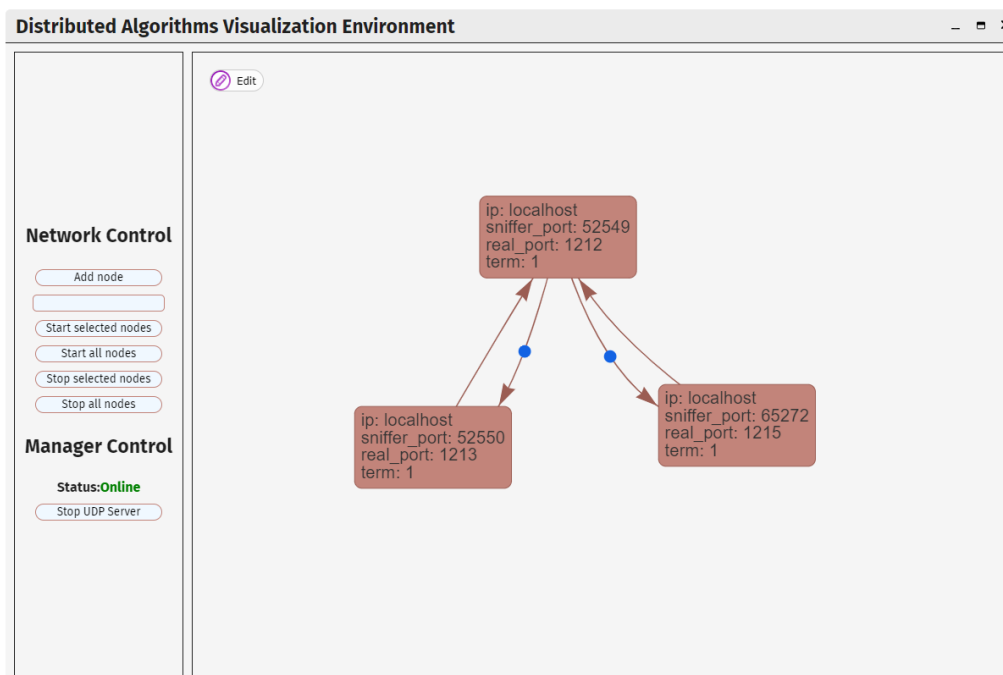 Distributed Algorithms Visualization Environment
Edit
Network Control
Add node
Start selected nodes
Start all nodes
Stop selected nodes
Stop all nodes
Manager Control
Status:Online
Stop UDP Server
ip: localhost
sniffer_port: 52549
real_port: 1212
term: 1
ip: localhost
sniffer_port: 52550
real_port: 1213
term: 1
ip: localhost
sniffer_port: 65272
real_port: 1215
term: 1